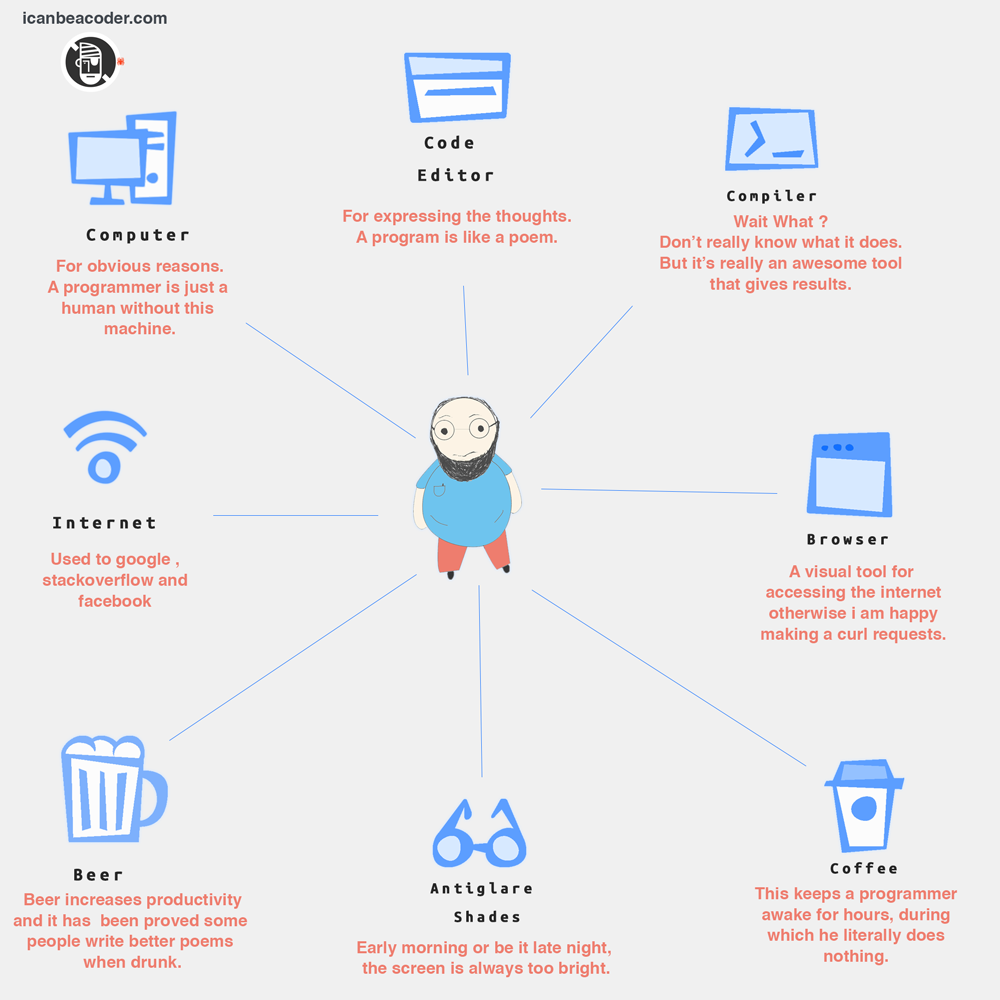 icanbeacoder.com
Code
Editor
For expressing the thoughts.
A program is like a poem.
Compiler
Wait What ?
Don't really know what it does.
But it's really an awesome tool
that gives results.
Computer
For obvious reasons.
A programmer is just a
human without this
machine.
Internet
Used to google ,
stackoverflow and
facebook
Browser
A visual tool for
accessing the internet
otherwise i am happy
making a curl requests.
Beer
Beer increases productivity
and it has  been proved some
people write better poems
when drunk.
Antiglare
Shades
Early morning or be it late night,
the screen is always too bright.
Coffee
This keeps a programmer
awake for hours, during
which he literally does
nothing.